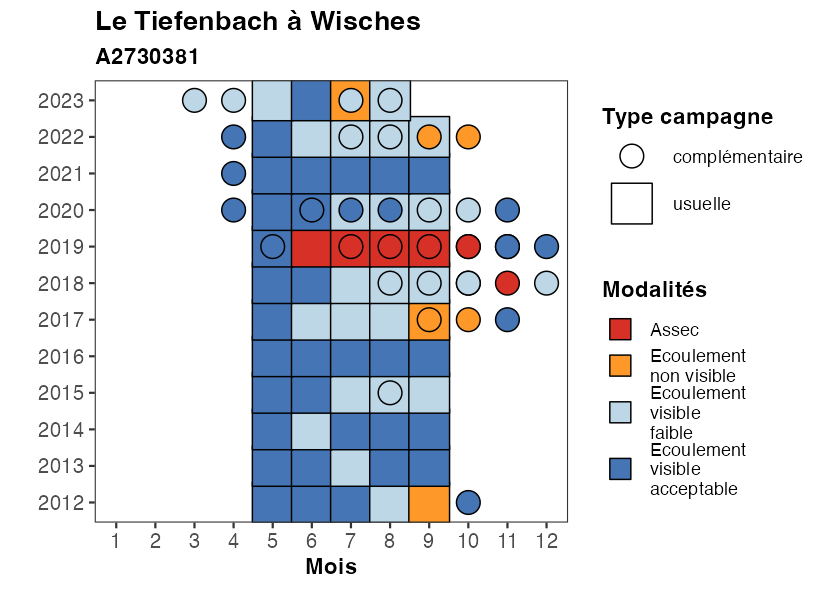 Le Tiefenbach à Wisches
A2730381
2023
2022
2021
2020
2019
2018
2017
2016
2015
2014
2013
2012
1 2 3 4 5 6 7 8 9 10 11 12
Mois
Type campagne
complémentaire
usuelle
Modalités
Assec
Ecoulement
non visible
Ecoulement
visible
faible
Ecoulement
visible
acceptable